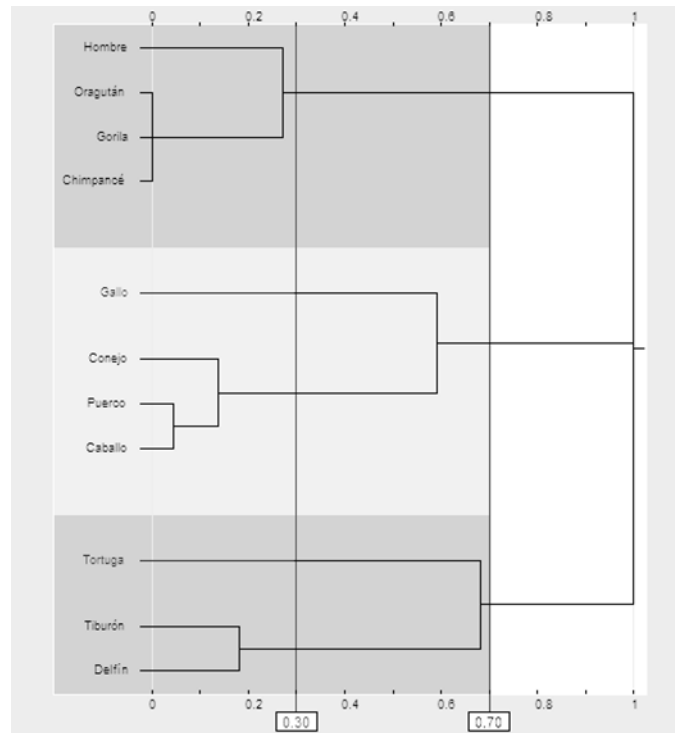 0 0.2 0.4 0.6 0.8 1
Hombre
Oragután
Gorila
Chimpancé
Gallo
Conejo
Puerco
Caballo
Tortuga
Tiburón
Delfín
0 0.2 0.4 0.6 0.8 1
0.30 0.70